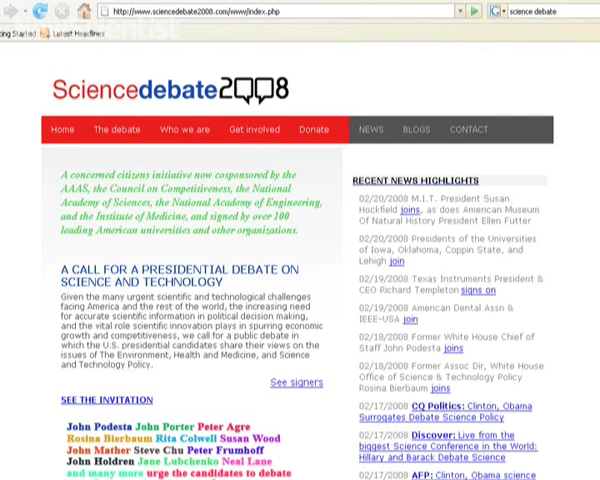 http://www.sciencedebate2008.com/www/index.php
science debate
Latest Headlines
Sciencedebate2008
Home The debate Who we are Get involved Donate NEWS BLOGS CONTACT
A concerned citizens initiative now cosponsored by the
AAAS, the Council on Competitiveness, the National
Academy of Sciences, the National Academy of Engineering,
and the Institute of Medicine, and signed by over 100
leading American universities and other organizations.
A CALL FOR A PRESIDENTIAL DEBATE ON
SCIENCE AND TECHNOLOGY
Given the many urgent scientific and technological challenges
facing America and the rest of the world, the increasing need
for accurate scientific information in political decision making,
and the vital role scientific innovation plays in spurring economic
growth and competitiveness, we call for a public debate in
which the U.S. presidential candidates share their views on the
issues of The Environment, Health and Medicine, and Science
and Technology Policy.
See signers
SEE THE INVITATION
John Podesta John Porter Peter Agre
Rosina Bierbaum Rita Colwell Susan Wood
John Mather Steve Chu Peter Frumhoff
John Holdren Jane Lubchenko Neal Lane
and many more urge the candidates to debate
RECENT NEWS HIGHLIGHTS
02/20/2008 M.I.T. President Susan
Hockfield joins, as does American Museum
Of Natural History President Ellen Futter
02/20/2008 Presidents of the Universities
of Iowa, Oklahoma, Coppin State, and
Lehigh join
02/19/2008 Texas Instruments President &
CEO Richard Templeton signs on
02/19/2008 American Dental Assn &
IEEE-USA join
02/18/2008 Former White House Chief of
Staff John Podesta joins
02/18/2008 Former Assoc Dir, White House
Office of Science & Technology Policy
Rosina Bierbaum joins
02/17/2008 CQ Politics: Clinton, Obama
Surrogates Debate Science Policy
02/17/2008 Discover: Live from the
biggest Science Conference in the World:
Hillary and Barack Debate Science
02/17/2008 AFP: Clinton, Obama science